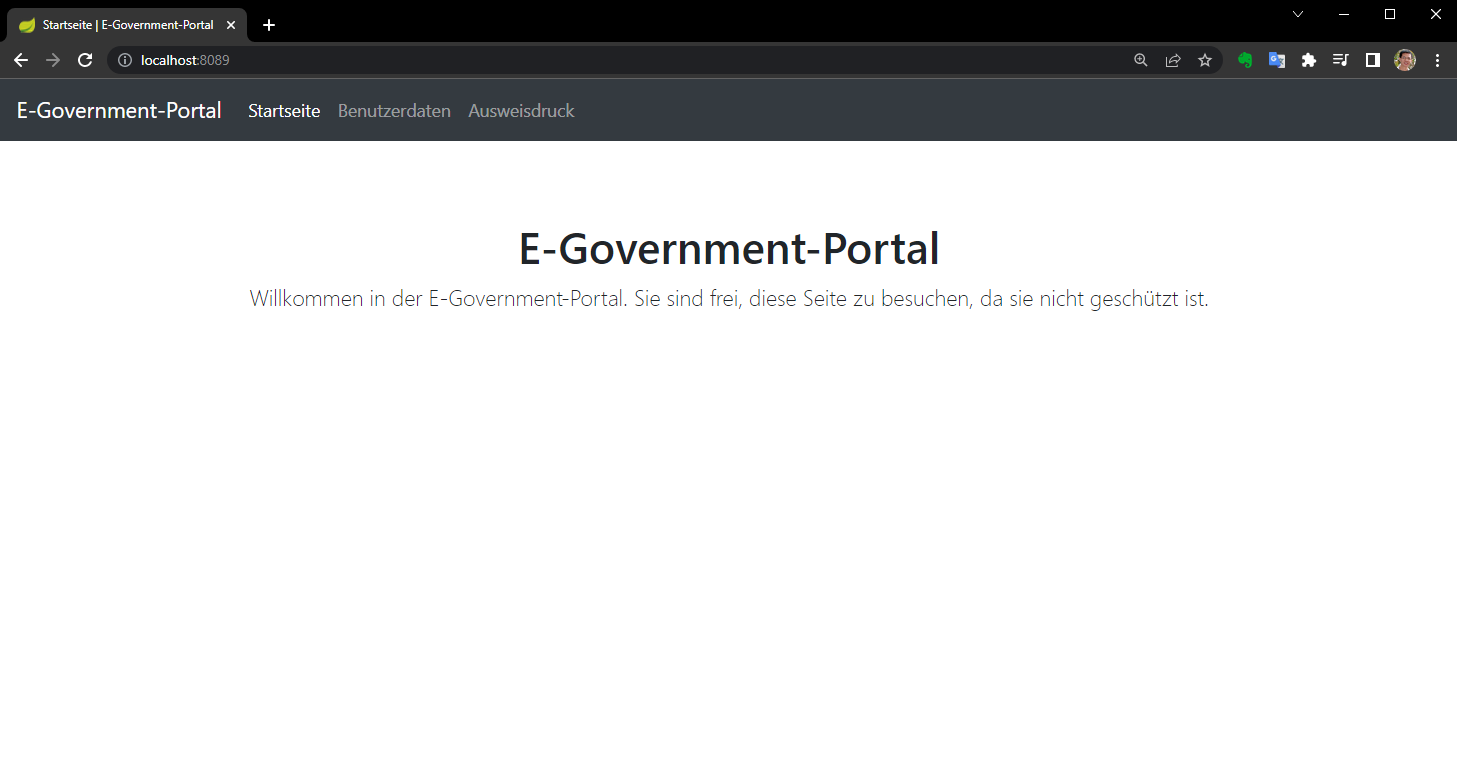 Startseite | E-Government-Portal
localhost:8089
E-Government-Portal Startseite Benutzerdaten Ausweisdruck
E-Government-Portal
Willkommen in der E-Government-Portal. Sie sind frei, diese Seite zu besuchen, da sie nicht geschützt ist.